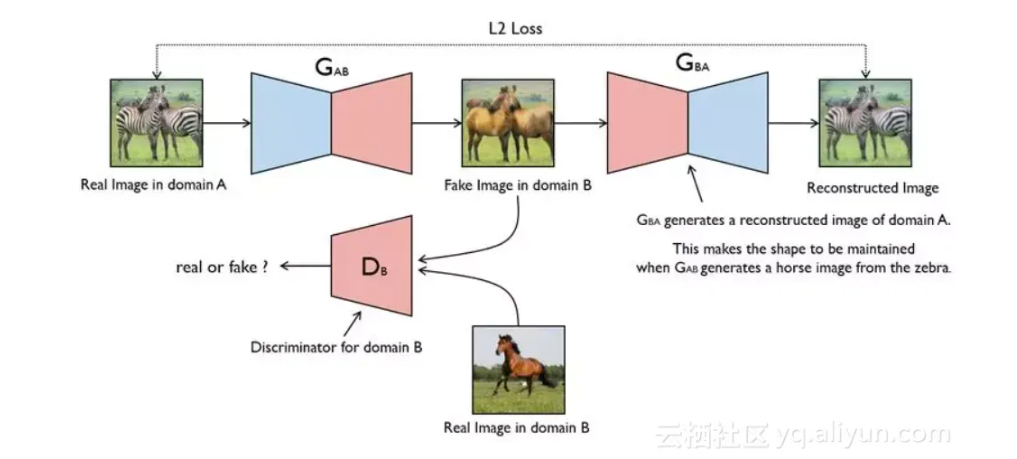 L2 Loss
GAB
GBA
Real Image in domain A
Fake Image in domain B
Reconstructed Image
GBA generates a reconstructed image of domain A.
This makes the shape to be maintained
when GAB generates a horse image from the zebra.
real or fake ?
DB
Discriminator for domain B
Real Image in domain B
云栖社区 yq.aliyun.com